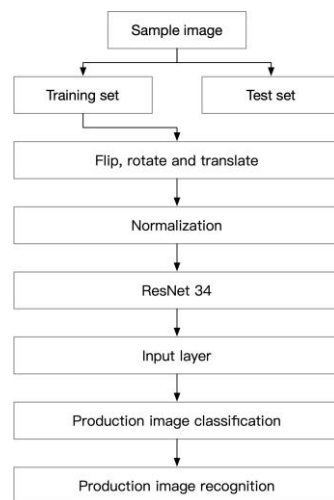 Sample image
Training set
Test set
Flip, rotate and translate
Normalization
ResNet 34
Input layer
Production image classification
Production image recognition